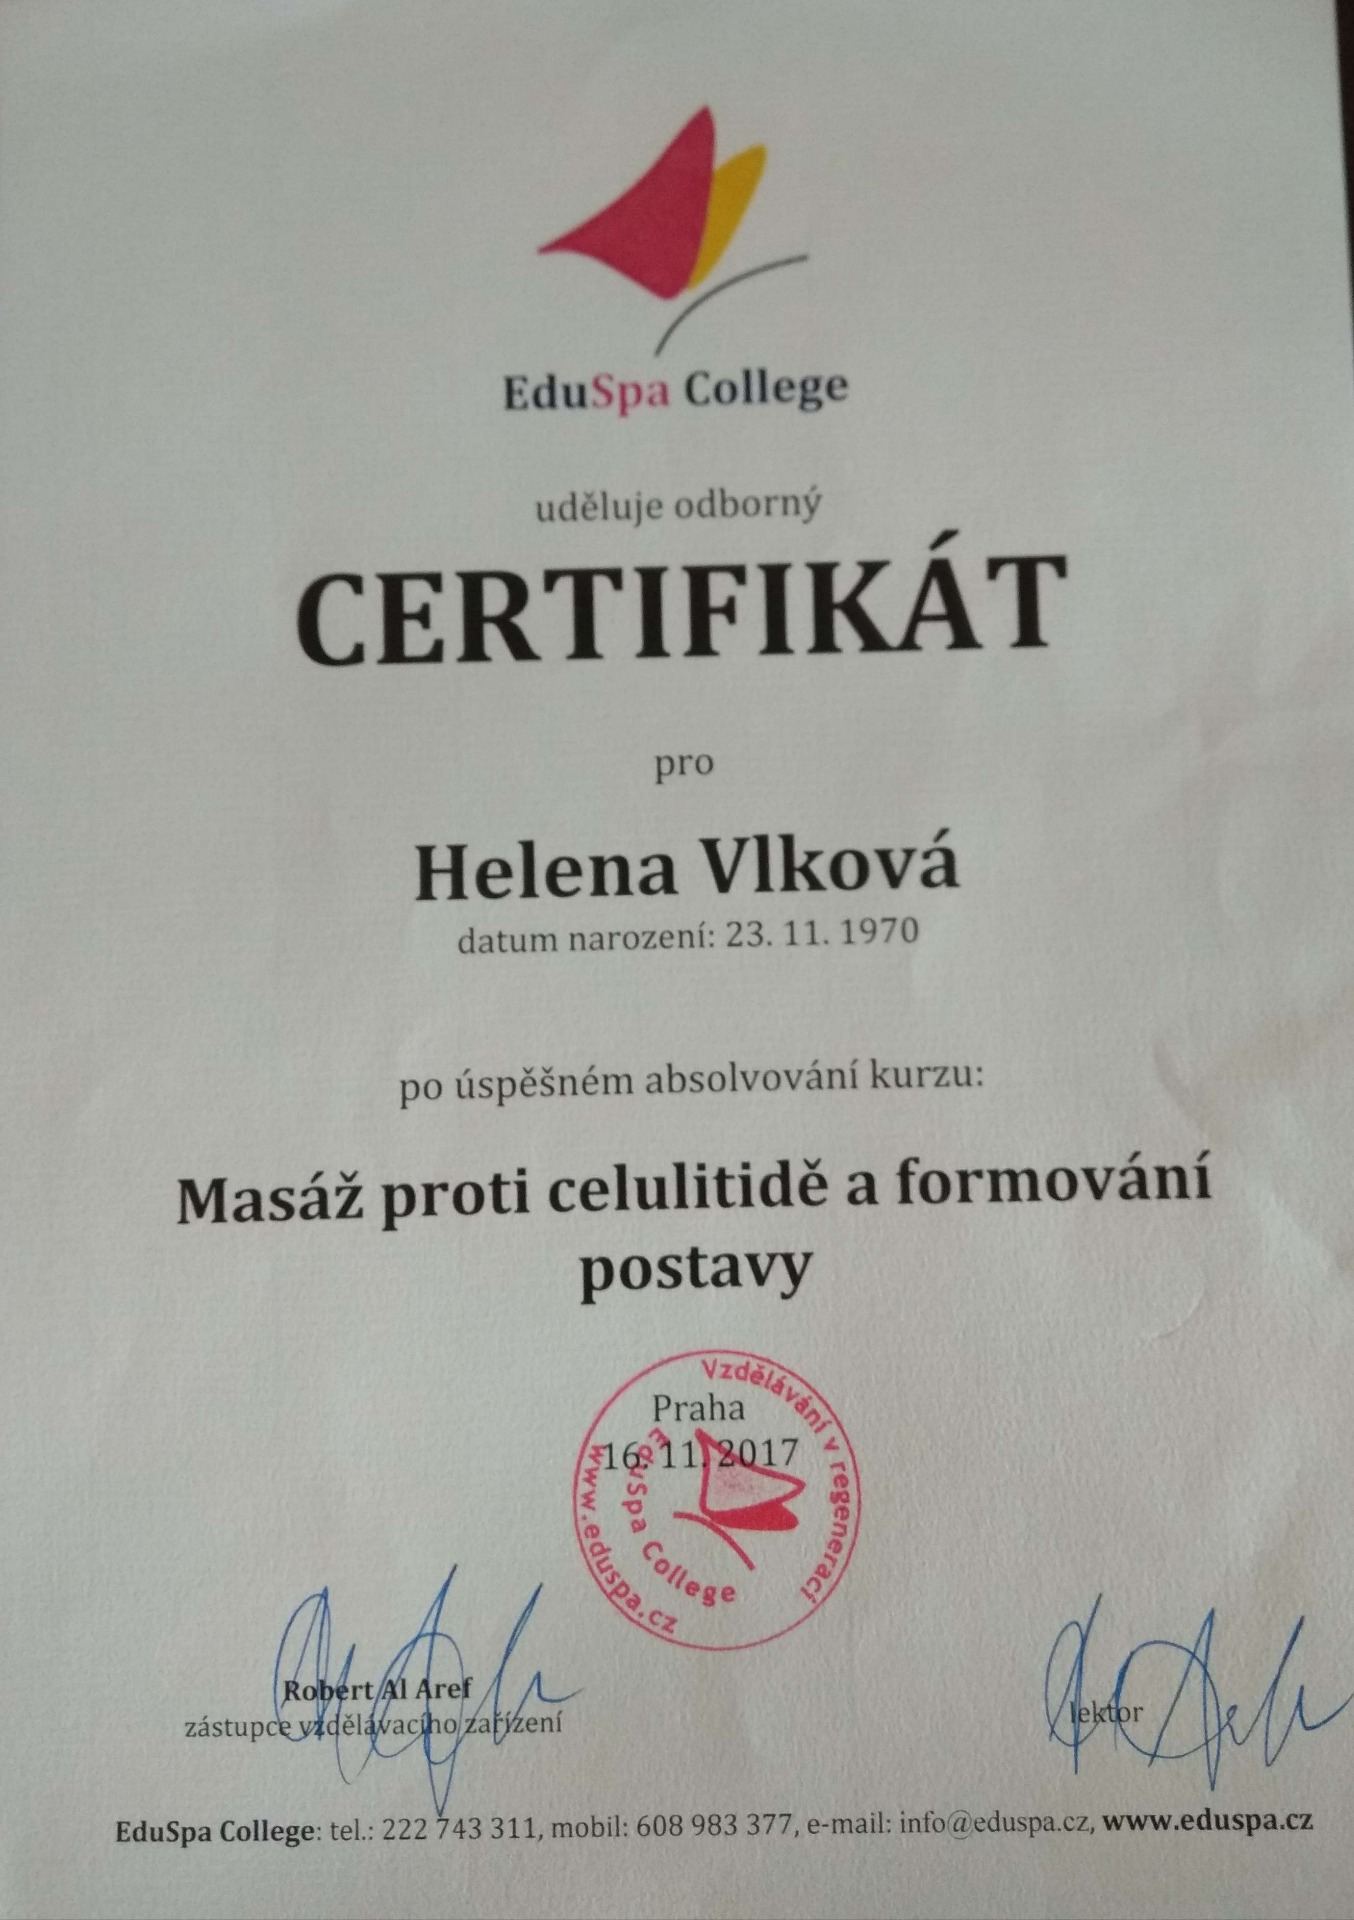 EduSpa College
uděluje odborný
CERTIFIKÁT
pro
Helena Vlková
datum narození: 23. 11. 1970
po úspěšném absolvování kurzu:
Masáž proti celulitidě a formování
postavy
Praha
16. 11. 2017
Vzdělávání v regeneraci
www.eduspa.cz
EduSpa College
Robert Al Aref
zástupce vzdělávacího zařízení
lektor
EduSpa College: tel.: 222 743 311, mobil: 608 983 377, e-mail: info@eduspa.cz, www.eduspa.cz